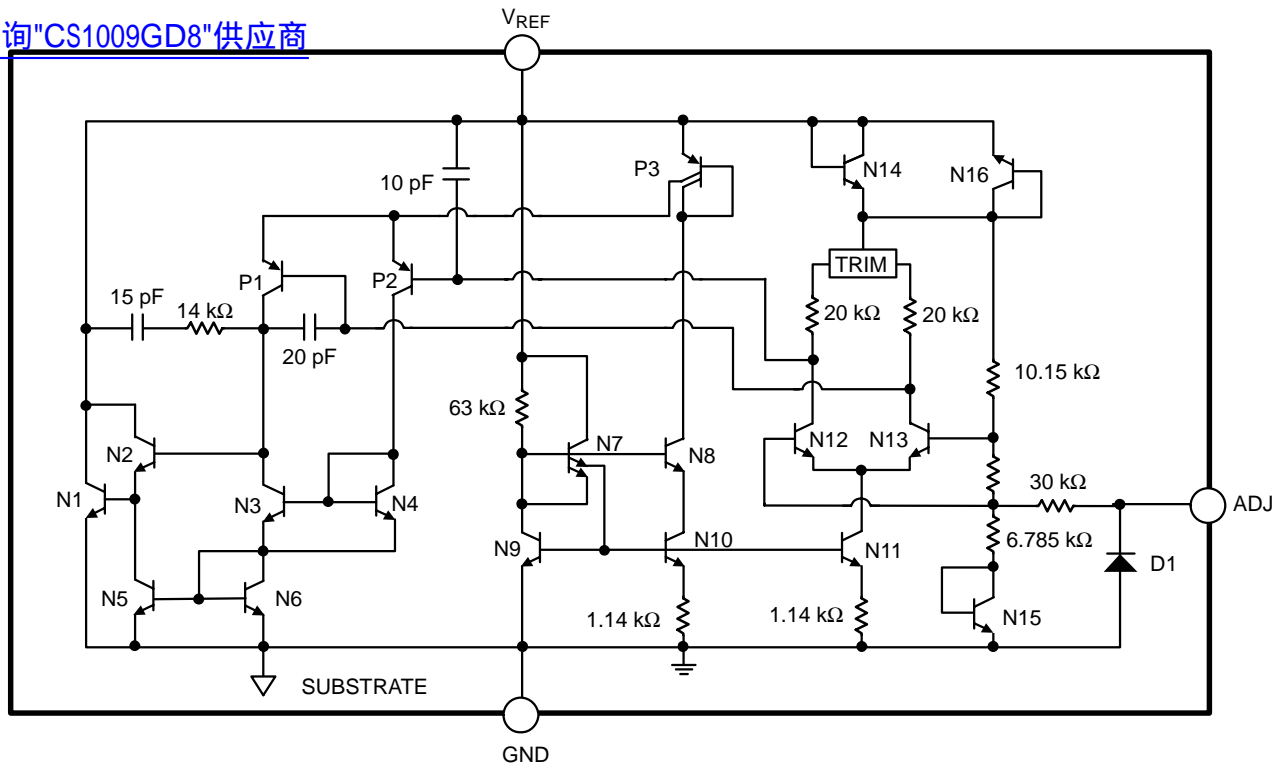 询"CS1009GD8"供应商
V_REF
P3
N14
N16
10 pF
TRIM
P1
P2
15 pF
14 kΩ
20 pF
20 kΩ
20 kΩ
10.15 kΩ
63 kΩ
N7
N2
N8
N12
N13
N1
N3
N4
30 kΩ
ADJ
N9
N10
N11
6.785 kΩ
D1
N5
N6
1.14 kΩ
1.14 kΩ
N15
SUBSTRATE
GND